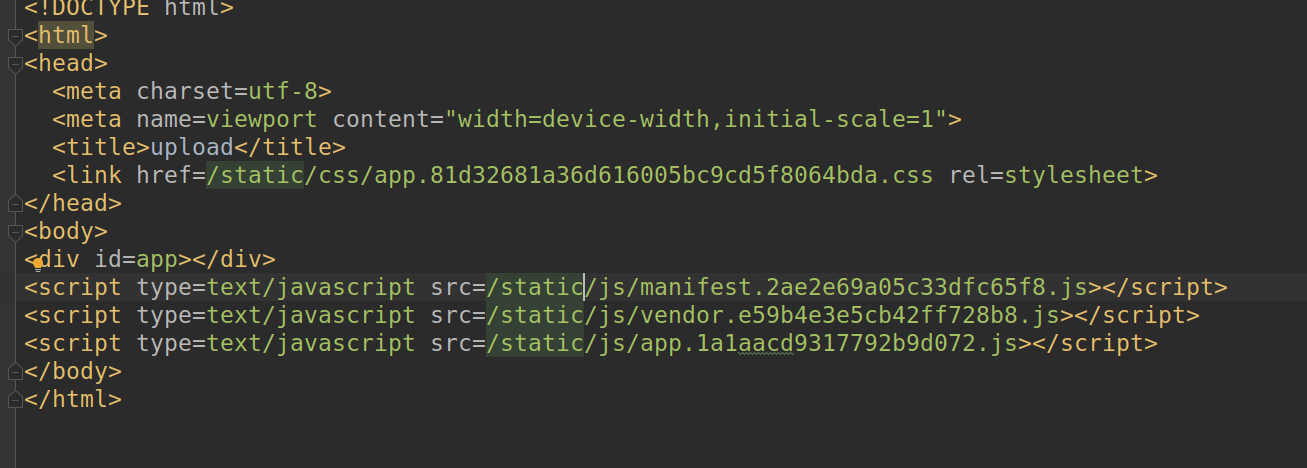 <!DOCTYPE html>
<html>
<head>
<meta charset=utf-8>
<meta name=viewport content="width=device-width,initial-scale=1">
<title>upload</title>
<link href=/static/css/app.81d32681a36d616005bc9cd5f8064bda.css rel=stylesheet>
</head>
<body>
<div id=app></div>
<script type=text/javascript src=/static/js/manifest.2ae2e69a05c33dfc65f8.js></script>
<script type=text/javascript src=/static/js/vendor.e59b4e3e5cb42ff728b8.js></script>
<script type=text/javascript src=/static/js/app.1a1aacd9317792b9d072.js></script>
</body>
</html>